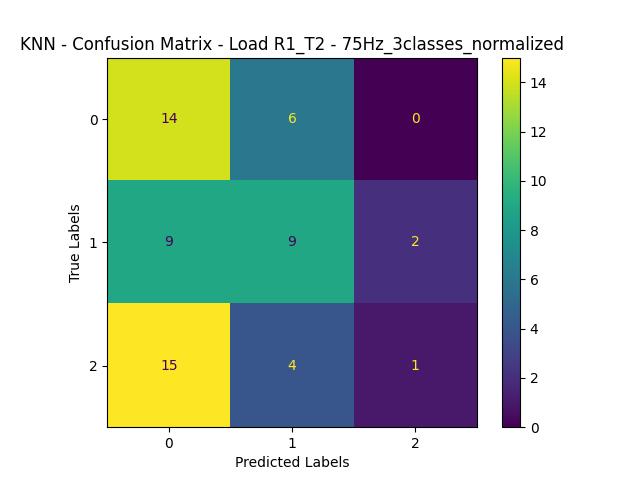 KNN - Confusion Matrix - Load R1_T2 - 75Hz_3classes_normalized
True Labels
0 14 6 0
1 9 9 2
2 15 4 1
0 1 2
Predicted Labels
14
12
10
8
6
4
2
0